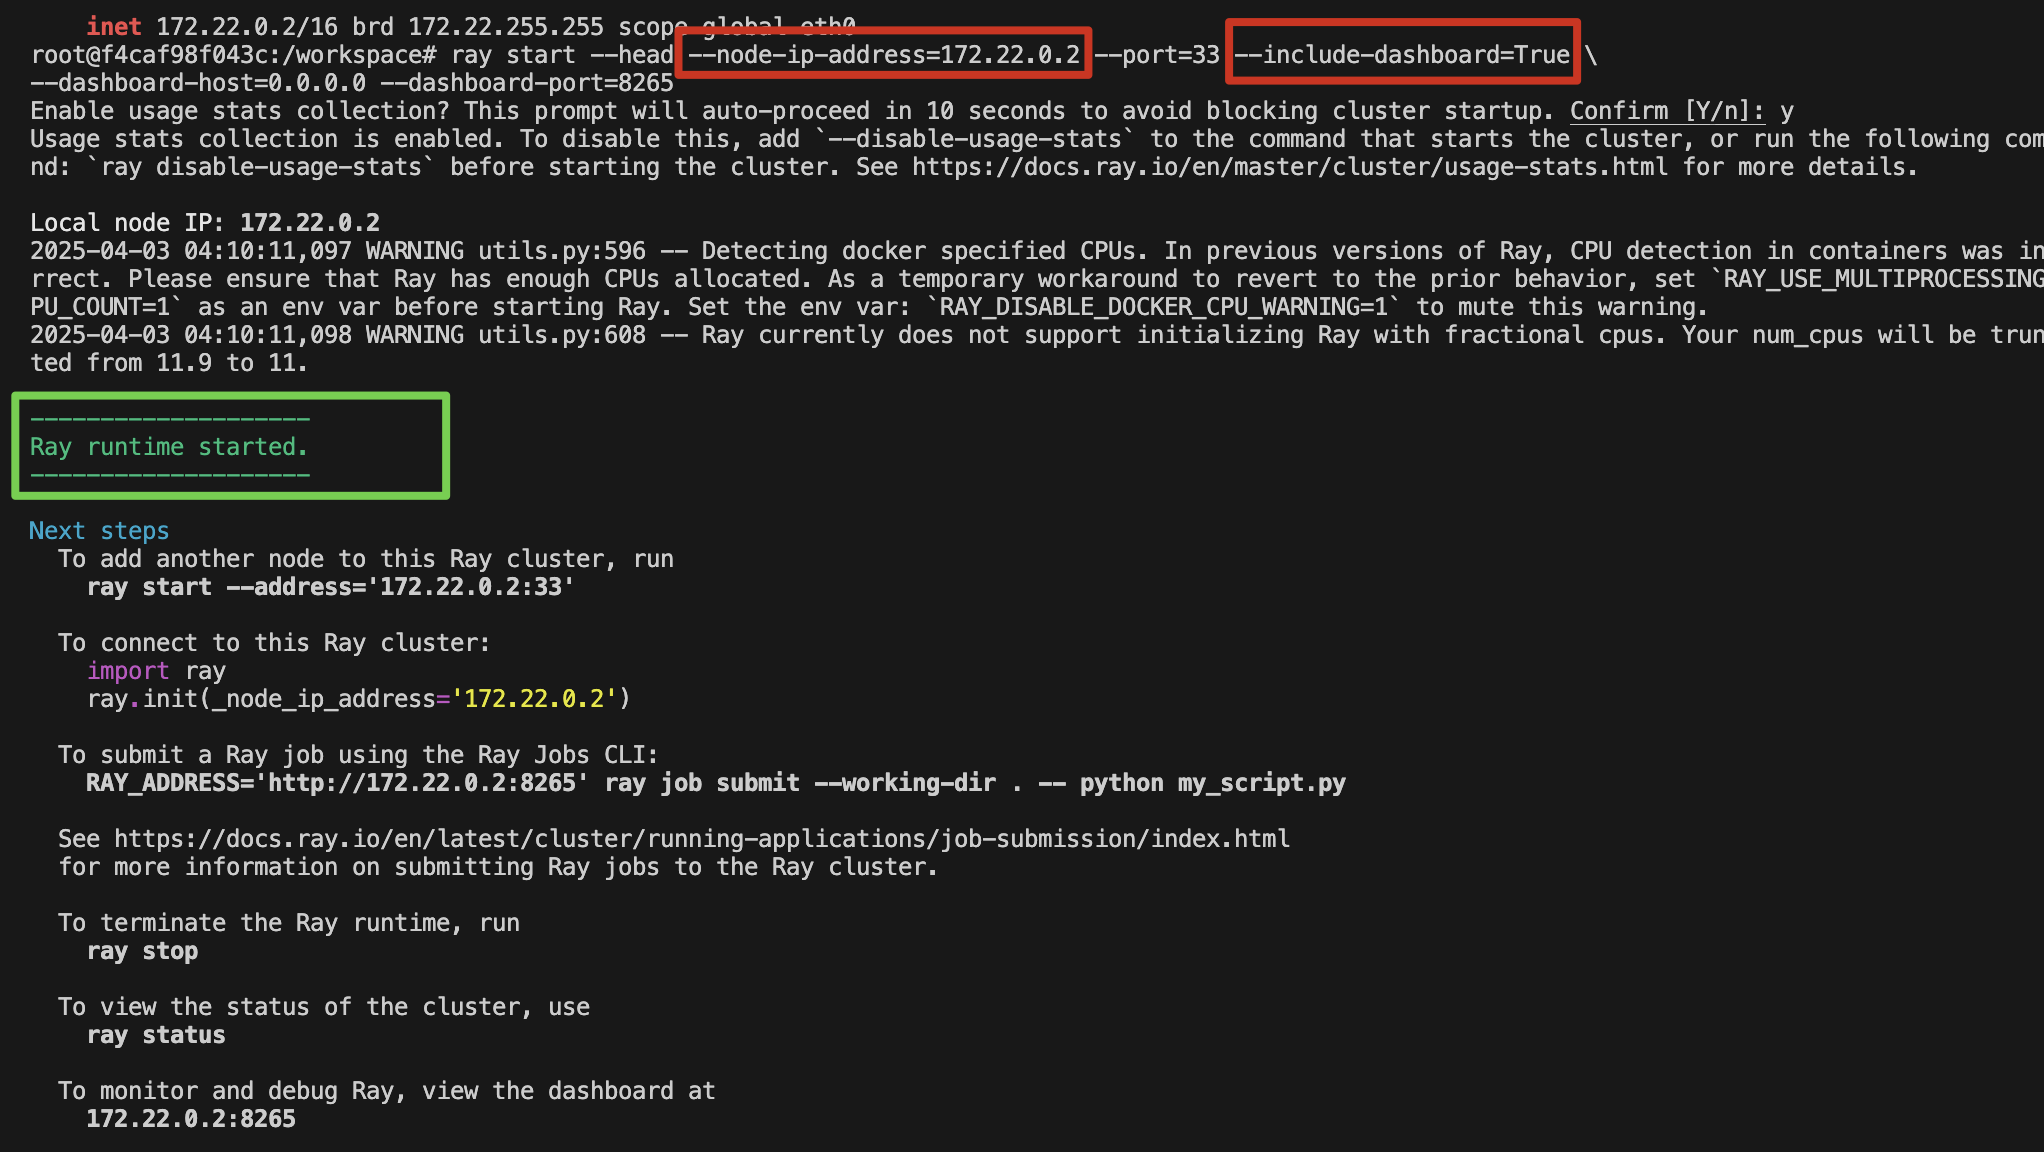 inet 172.22.0.2/16 brd 172.22.255.255 scope global eth0
root@f4caf98f043c:/workspace# ray start --head --node-ip-address=172.22.0.2 --port=33 --include-dashboard=True \
--dashboard-host=0.0.0.0 --dashboard-port=8265
Enable usage stats collection? This prompt will auto-proceed in 10 seconds to avoid blocking cluster startup. Confirm [Y/n]: y
Usage stats collection is enabled. To disable this, add `--disable-usage-stats` to the command that starts the cluster, or run the following com
nd: `ray disable-usage-stats` before starting the cluster. See https://docs.ray.io/en/master/cluster/usage-stats.html for more details.
Local node IP: 172.22.0.2
2025-04-03 04:10:11,097 WARNING utils.py:596 -- Detecting docker specified CPUs. In previous versions of Ray, CPU detection in containers was in
rrect. Please ensure that Ray has enough CPUs allocated. As a temporary workaround to revert to the prior behavior, set `RAY_USE_MULTIPROCESSING
PU_COUNT=1` as an env var before starting Ray. Set the env var: `RAY_DISABLE_DOCKER_CPU_WARNING=1` to mute this warning.
2025-04-03 04:10:11,098 WARNING utils.py:608 -- Ray currently does not support initializing Ray with fractional cpus. Your num_cpus will be trun
ted from 11.9 to 11.
--------------------
Ray runtime started.
--------------------
Next steps
To add another node to this Ray cluster, run
ray start --address='172.22.0.2:33'
To connect to this Ray cluster:
import ray
ray.init(_node_ip_address='172.22.0.2')
To submit a Ray job using the Ray Jobs CLI:
RAY_ADDRESS='http://172.22.0.2:8265' ray job submit --working-dir . -- python my_script.py
See https://docs.ray.io/en/latest/cluster/running-applications/job-submission/index.html
for more information on submitting Ray jobs to the Ray cluster.
To terminate the Ray runtime, run
ray stop
To view the status of the cluster, use
ray status
To monitor and debug Ray, view the dashboard at
172.22.0.2:8265